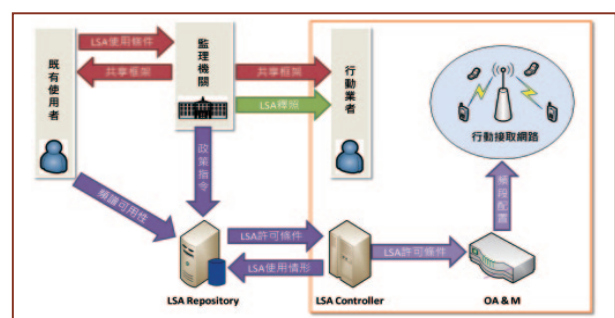 LSA使用條件
共享框架
既有使用者
監理機關
共享框架
LSA釋照
行動業者
行動接取網路
政策指令
頻譜可用性
頻段配置
LSA許可條件
LSA使用情形
LSA許可條件
LSA Repository
LSA Controller
OA & M